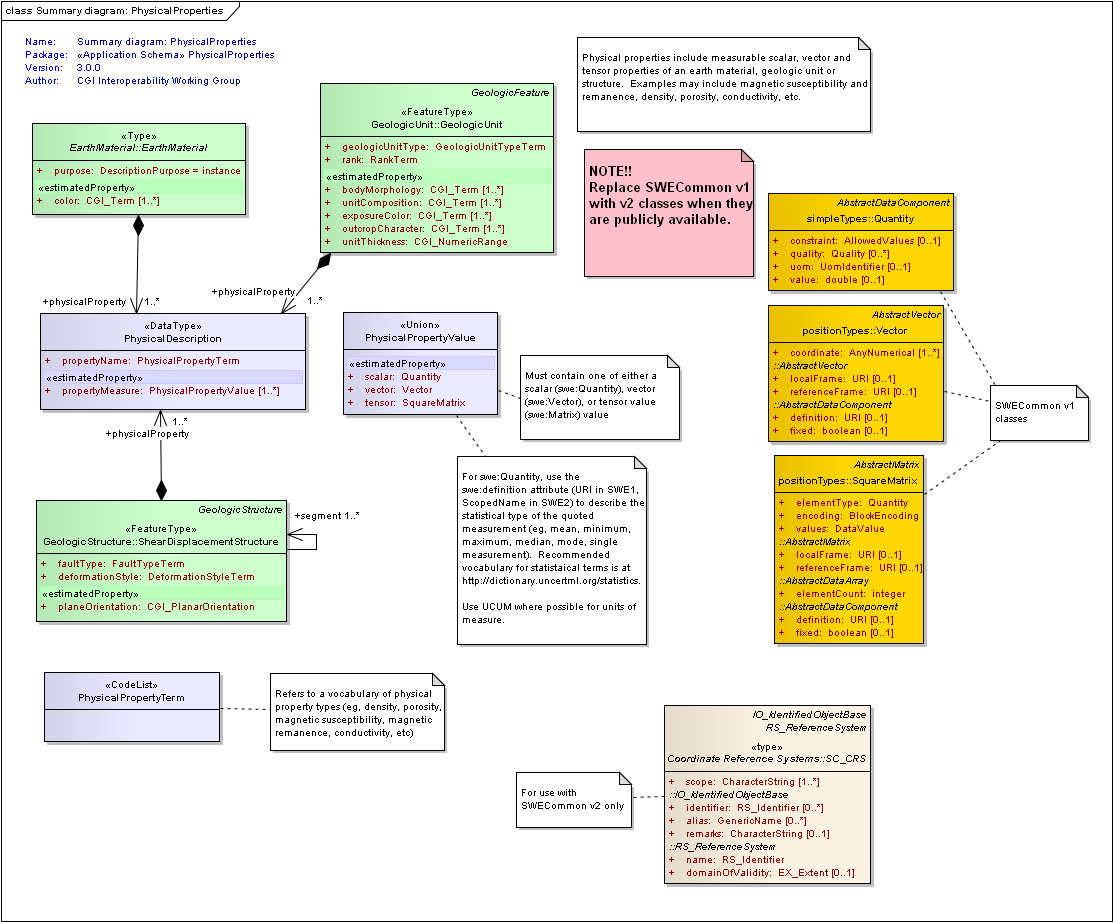 class Summary diagram: PhysicalProperties
Name: Summary diagram: PhysicalProperties
Package: «Application Schema» PhysicalProperties
Version: 3.0.0
Author: CGI Interoperability Working Group
«Type»
EarthMaterial::EarthMaterial
+ purpose: DescriptionPurpose = instance
«estimatedProperty»
+ color: CGI_Term [1..*]
GeologicFeature
«FeatureType»
GeologicUnit::GeologicUnit
+ geologicUnitType: GeologicUnitTypeTerm
+ rank: RankTerm
«estimatedProperty»
+ bodyMorphology: CGI_Term [1..*]
+ unitComposition: CGI_Term [1..*]
+ exposureColor: CGI_Term [1..*]
+ outcropCharacter: CGI_Term [1..*]
+ unitThickness: CGI_NumericRange
Physical properties include measurable scalar, vector and
tensor properties of an earth material, geologic unit or
structure. Examples may include magnetic susceptibility and
remanence, density, porosity, conductivity, etc.
NOTE!!
Replace SWECommon v1
with v2 classes when they
are publicly available.
AbstractDataComponent
simpleTypes::Quantity
+ constraint: AllowedValues [0..1]
+ quality: Quality [0..*]
+ uom: UomIdentifier [0..1]
+ value: double [0..1]
+physicalProperty
1..*
+physicalProperty
1..*
«DataType»
PhysicalDescription
+ propertyName: PhysicalPropertyTerm
«estimatedProperty»
+ propertyMeasure: PhysicalPropertyValue [1..*]
«Union»
PhysicalPropertyValue
«estimatedProperty»
+ scalar: Quantity
+ vector: Vector
+ tensor: SquareMatrix
Must contain one of either a
scalar (swe:Quantity), vector
(swe:Vector), or tensor value
(swe:Matrix) value
AbstractVector
positionTypes::Vector
+ coordinate: AnyNumerical [1..*]
::AbstractVector
+ localFrame: URI [0..1]
+ referenceFrame: URI [0..1]
::AbstractDataComponent
+ definition: URI [0..1]
+ fixed: boolean [0..1]
SWECommon v1
classes
1..*
+physicalProperty
For swe:Quantity, use the
swe:definition attribute (URI in SWE1,
ScopedName in SWE2) to describe the
statistical type of the quoted
measurement (eg, mean, minimum,
maximum, median, mode, single
measurement). Recommended
vocabulary for statistaical terms is at
http://dictionary.uncertml.org/statistics.
Use UCUM where possible for units of
measure.
AbstractMatrix
positionTypes::SquareMatrix
+ elementType: Quantity
+ encoding: BlockEncoding
+ values: DataValue
::AbstractMatrix
+ localFrame: URI [0..1]
+ referenceFrame: URI [0..1]
::AbstractDataArray
+ elementCount: integer
::AbstractDataComponent
+ definition: URI [0..1]
+ fixed: boolean [0..1]
GeologicStructure
«FeatureType»
GeologicStructure::ShearDisplacementStructure
+ faultType: FaultTypeTerm
+ deformationStyle: DeformationStyleTerm
«estimatedProperty»
+ planeOrientation: CGI_PlanarOrientation
+segment 1..*
«CodeList»
PhysicalPropertyTerm
Refers to a vocabulary of physical
property types (eg, density, porosity,
magnetic susceptibility, magnetic
remanence, conductivity, etc)
For use with
SWECommon v2 only
IO_IdentifiedObjectBase
RS_ReferenceSystem
«type»
Coordinate Reference Systems::SC_CRS
+ scope: CharacterString [1..*]
::IO_IdentifiedObjectBase
+ identifier: RS_Identifier [0..*]
+ alias: GenericName [0..*]
+ remarks: CharacterString [0..1]
::RS_ReferenceSystem
+ name: RS_Identifier
+ domainOfValidity: EX_Extent [0..1]